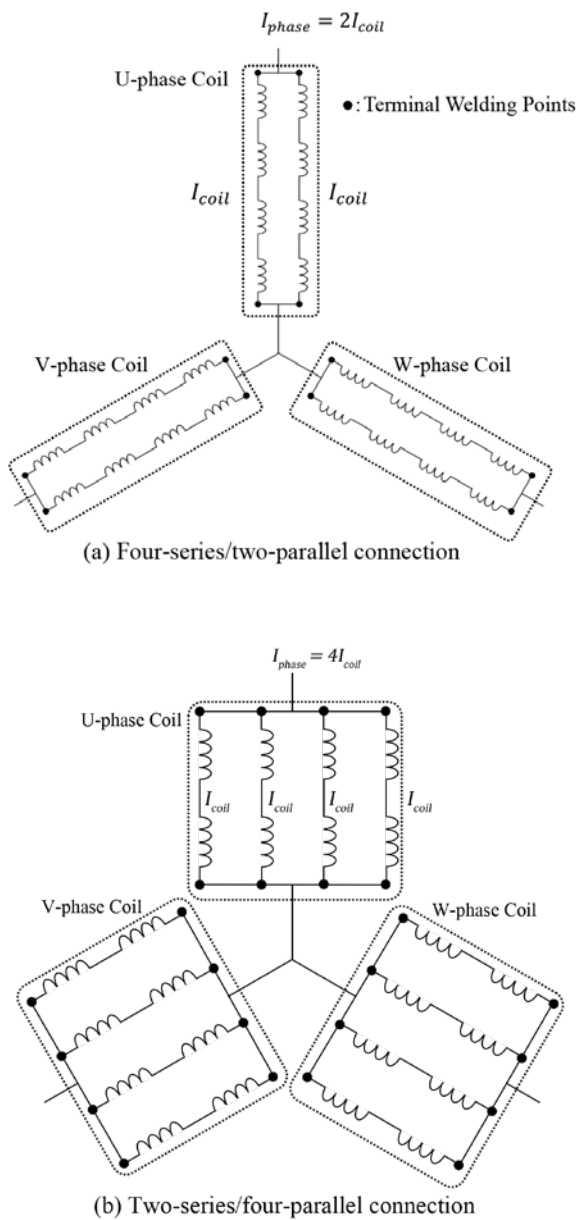 I_phase = 2I_coil
U-phase Coil
●: Terminal Welding Points
I_coil I_coil
V-phase Coil W-phase Coil
(a) Four-series/two-parallel connection
I_phase = 4I_coil
U-phase Coil
I_coil I_coil I_coil I_coil
V-phase Coil W-phase Coil
(b) Two-series/four-parallel connection